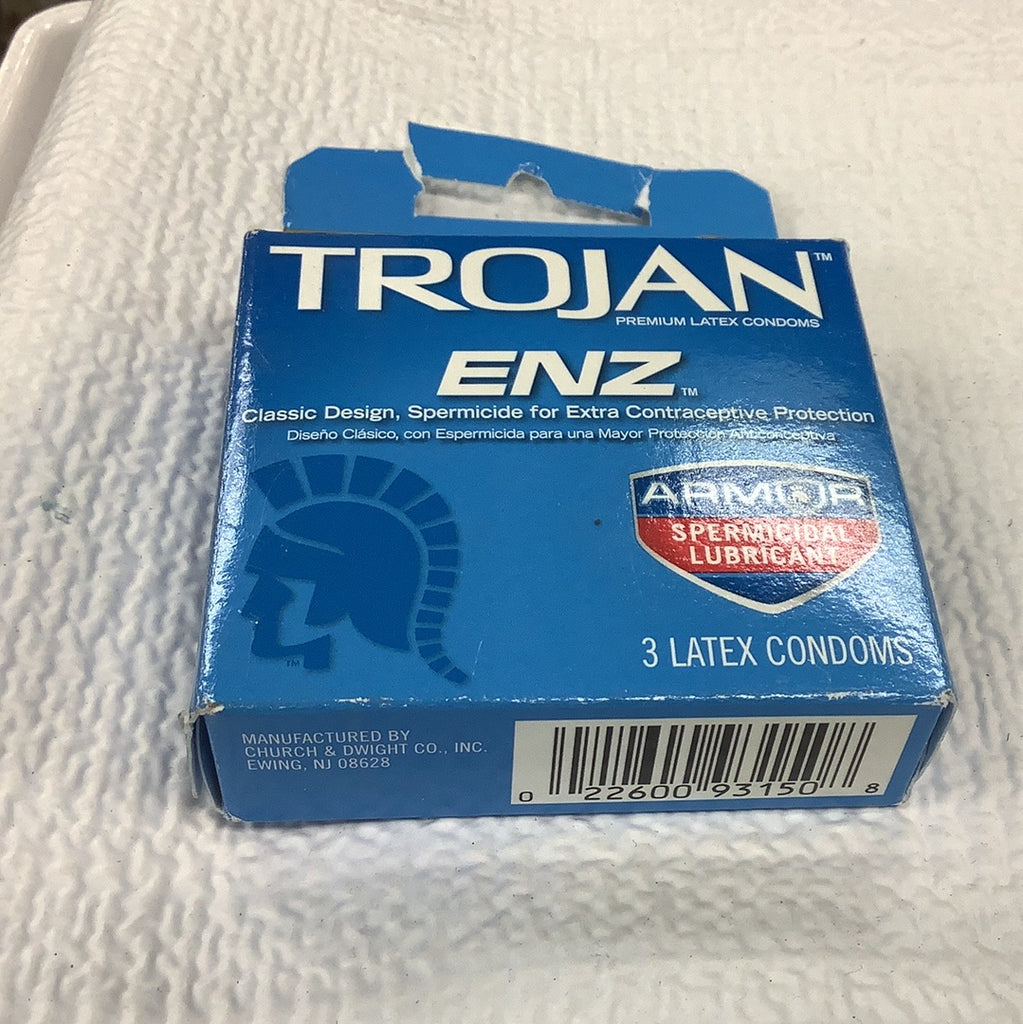 TROJAN™
PREMIUM LATEX CONDOMS
ENZ™
Classic Design, Spermicide for Extra Contraceptive Protection
Diseño Clásico, con Espermicida para una Mayor Protección Anticonceptiva
ARMOR
SPERMICIDAL
LUBRICANT
TM
3 LATEX CONDOMS
MANUFACTURED BY
CHURCH & DWIGHT CO., INC.
EWING, NJ 08628
0 22600 93150 8